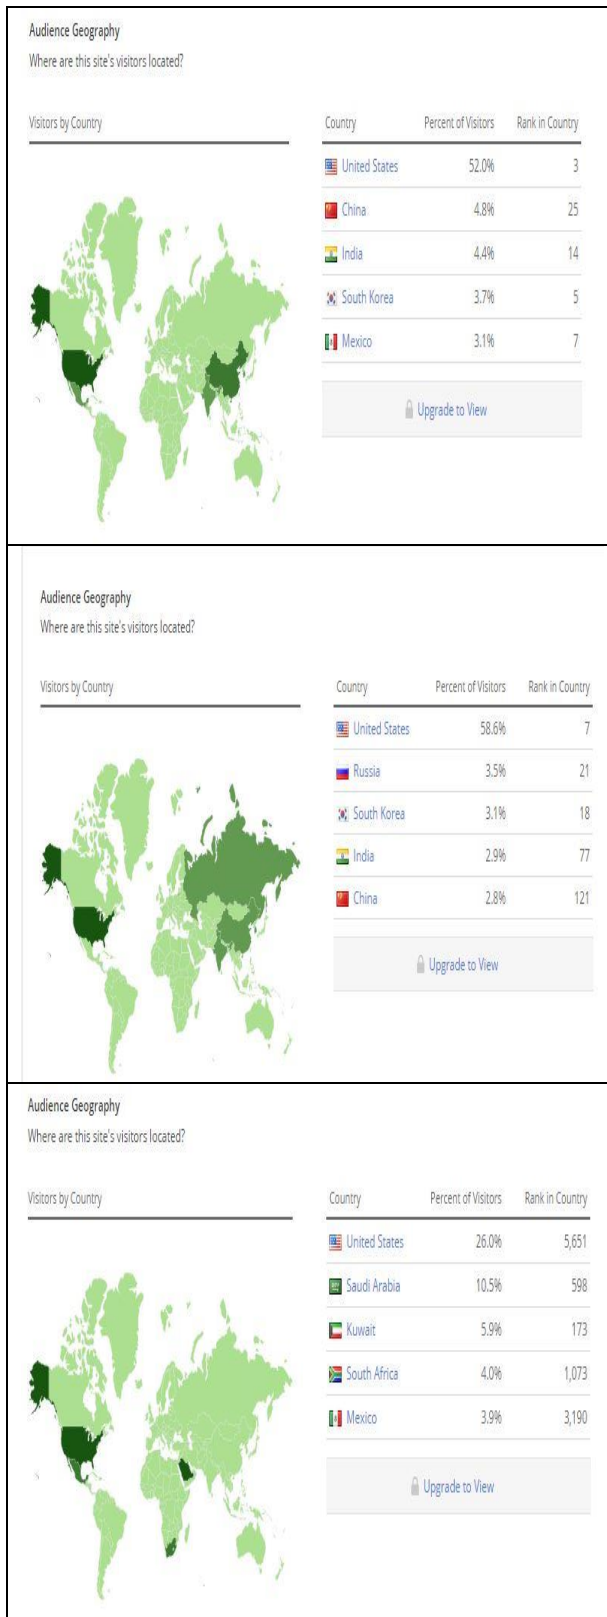 Audience Geography
Where are this site's visitors located?
Visitors by Country
Country Percent of Visitors Rank in Country
United States 52.0% 3
China 4.8% 25
India 4.4% 14
South Korea 3.7% 5
Mexico 3.1% 7
Upgrade to View
Audience Geography
Where are this site's visitors located?
Visitors by Country
Country Percent of Visitors Rank in Country
United States 58.6% 7
Russia 3.5% 21
South Korea 3.1% 18
India 2.9% 77
China 2.8% 121
Upgrade to View
Audience Geography
Where are this site's visitors located?
Visitors by Country
Country Percent of Visitors Rank in Country
United States 26.0% 5,651
Saudi Arabia 10.5% 598
Kuwait 5.9% 173
South Africa 4.0% 1,073
Mexico 3.9% 3,190
Upgrade to View